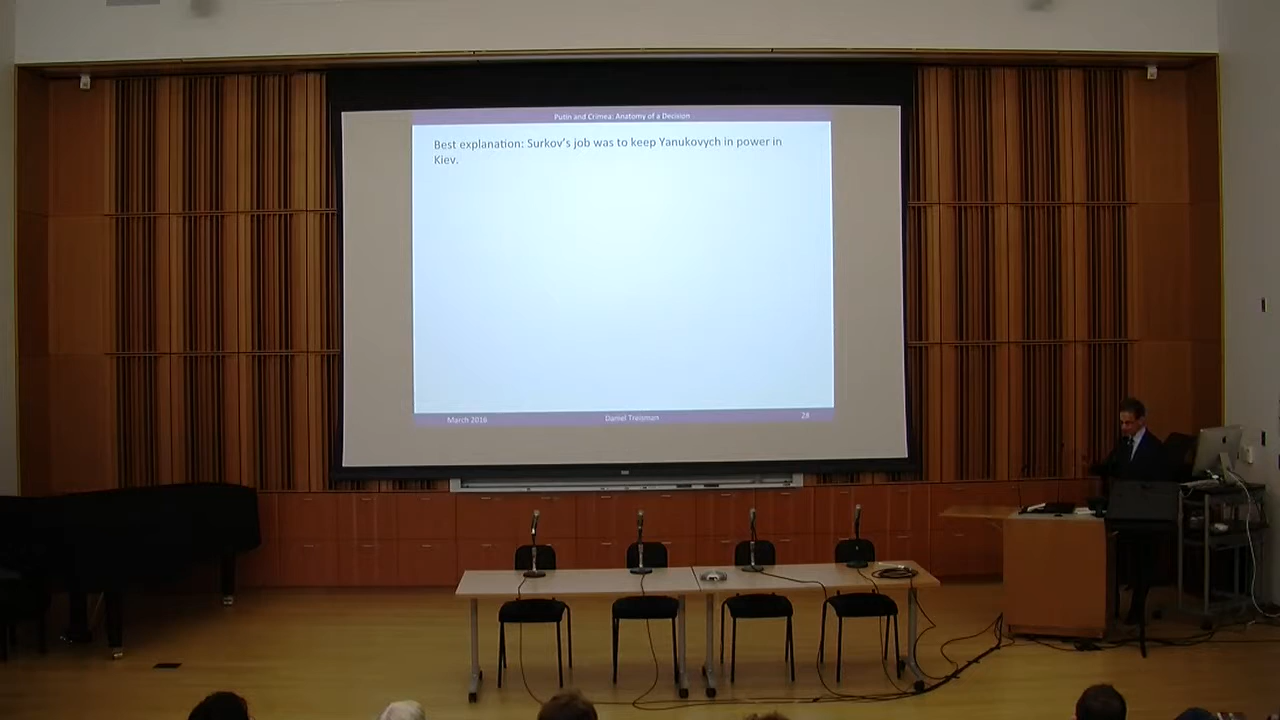 Putin and Crimea: Anatomy of a Decision
Best explanation: Surkov's job was to keep Yanukovych in power in
Kiev.
March 2016
Daniel Treisman
28